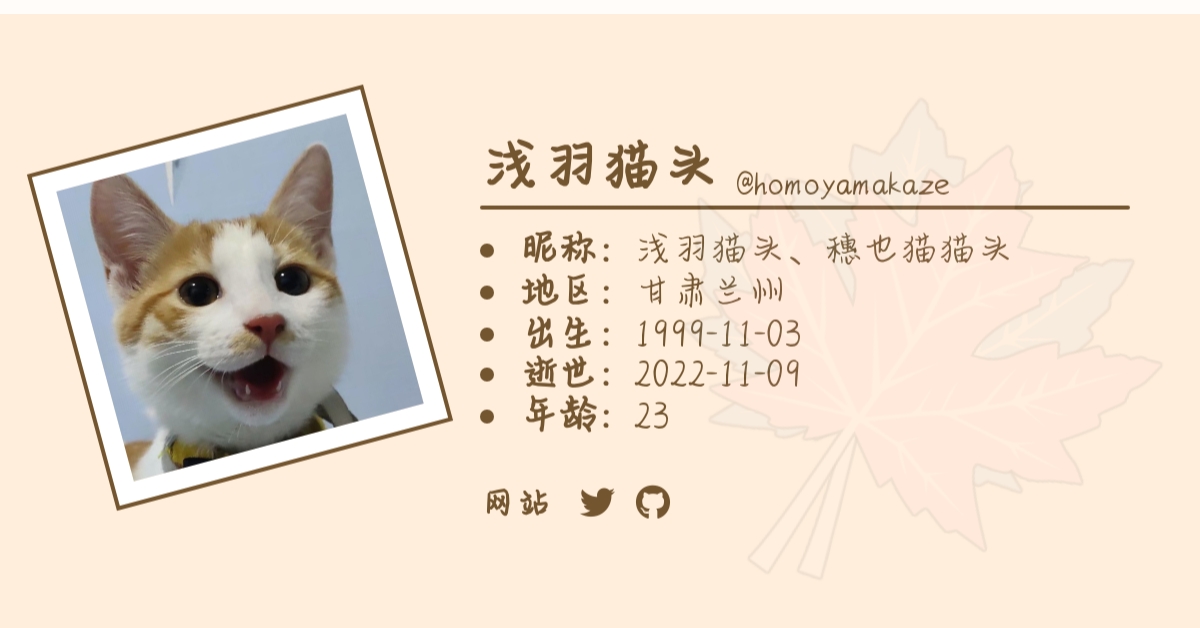 浅羽猫头 @homoyamakaze
昵称：浅羽猫头、穗也猫猫头
地区：甘肃兰州
出生：1999-11-03
逝世：2022-11-09
年龄：23
网站